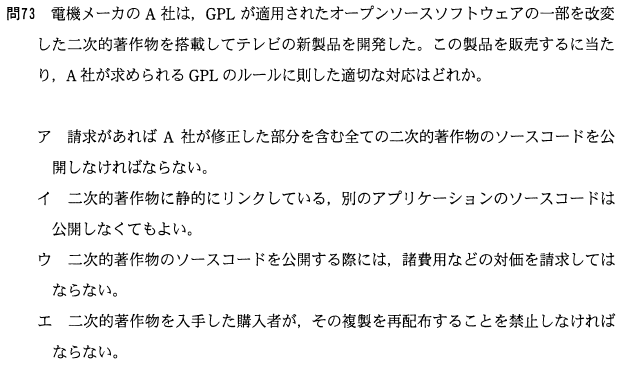 問73 電機メーカのA社は，GPLが適用されたオープンソースソフトウェアの一部を改変
した二次的著作物を搭載してテレビの新製品を開発した。この製品を販売するに当た
り，A社が求められるGPLのルールに則した適切な対応はどれか。
ア 請求があればA社が修正した部分を含む全ての二次的著作物のソースコードを公
開しなければならない。
イ 二次的著作物に静的にリンクしている，別のアプリケーションのソースコードは
公開しなくてもよい。
ウ 二次的著作物のソースコードを公開する際には，諸費用などの対価を請求しては
ならない。
エ 二次的著作物を入手した購入者が，その複製を再配布することを禁止しなければ
ならない。